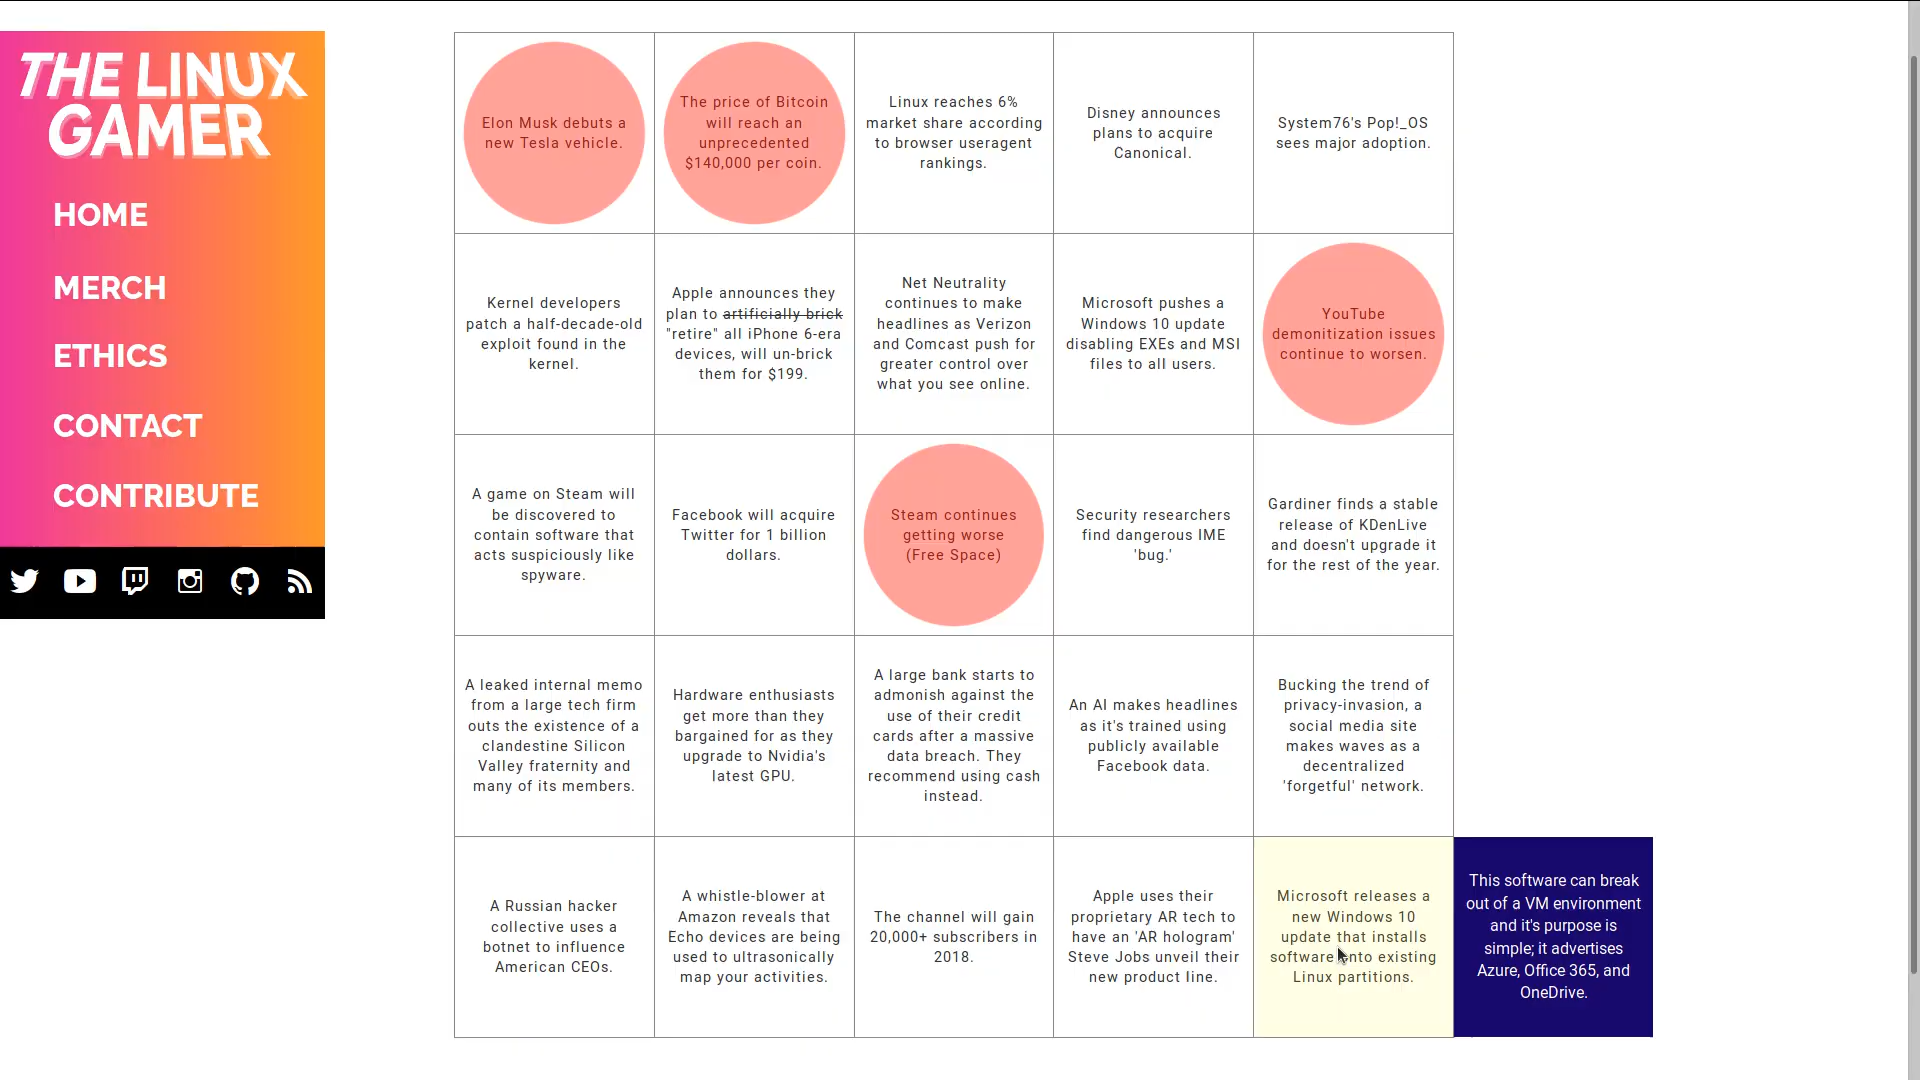 THE LINUX
GAMER
HOME
MERCH
ETHICS
CONTACT
CONTRIBUTE
Elon Musk debuts a
new Tesla vehicle.
The price of Bitcoin
will reach an
unprecedented
$140,000 per coin.
Linux reaches 6%
market share according
to browser useragent
rankings.
Disney announces
plans to acquire
Canonical.
System76's Pop!_OS
sees major adoption.
Kernel developers
patch a half-decade-old
exploit found in the
kernel.
Apple announces they
plan to artificially brick
"retire" all iPhone 6-era
devices, will un-brick
them for $199.
Net Neutrality
continues to make
headlines as Verizon
and Comcast push for
greater control over
what you see online.
Microsoft pushes a
Windows 10 update
disabling EXEs and MSI
files to all users.
YouTube
demonitization issues
continue to worsen.
A game on Steam will
be discovered to
contain software that
acts suspiciously like
spyware.
Facebook will acquire
Twitter for 1 billion
dollars.
Steam continues
getting worse
(Free Space)
Security researchers
find dangerous IME
'bug.'
Gardiner finds a stable
release of KDenLive
and doesn't upgrade it
for the rest of the year.
A leaked internal memo
from a large tech firm
outs the existence of a
clandestine Silicon
Valley fraternity and
many of its members.
Hardware enthusiasts
get more than they
bargained for as they
upgrade to Nvidia's
latest GPU.
A large bank starts to
admonish against the
use of their credit
cards after a massive
data breach. They
recommend using cash
instead.
An AI makes headlines
as it's trained using
publicly available
Facebook data.
Bucking the trend of
privacy-invasion, a
social media site
makes waves as a
decentralized
'forgetful' network.
A Russian hacker
collective uses a
botnet to influence
American CEOs.
A whistle-blower at
Amazon reveals that
Echo devices are being
used to ultrasonically
map your activities.
The channel will gain
20,000+ subscribers in
2018.
Apple uses their
proprietary AR tech to
have an 'AR hologram'
Steve Jobs unveil their
new product line.
Microsoft releases a
new Windows 10
update that installs
software onto existing
Linux partitions.
This software can break
out of a VM environment
and it's purpose is
simple; it advertises
Azure, Office 365, and
OneDrive.